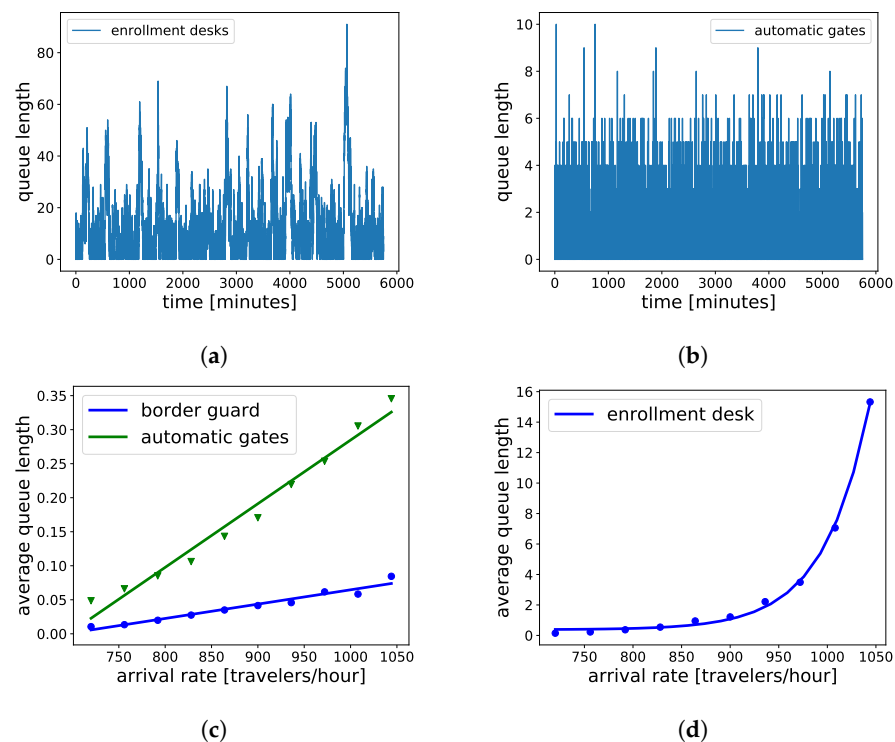 enrollment desks
80
60
40
20
0
0 1000 2000 3000 4000 5000 6000
queue length
time [minutes]
(a)
automatic gates
10
8
6
4
2
0
0 1000 2000 3000 4000 5000 6000
queue length
time [minutes]
(b)
border guard
automatic gates
0.35
0.30
0.25
0.20
0.15
0.10
0.05
0.00
750 800 850 900 950 1000 1050
average queue length
arrival rate [travelers/hour]
(c)
enrollment desk
16
14
12
10
8
6
4
2
0
750 800 850 900 950 1000 1050
average queue length
arrival rate [travelers/hour]
(d)